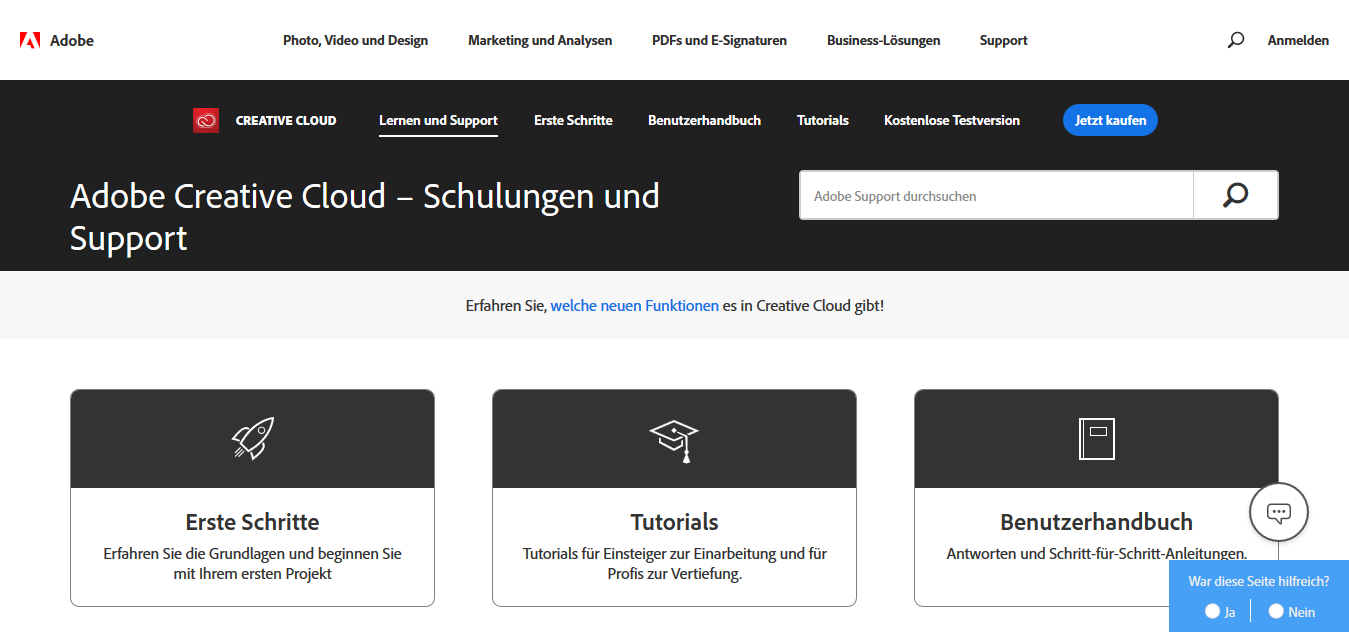 Adobe
Photo, Video und Design
Marketing und Analysen
PDFs und E-Signaturen
Business-Lösungen
Support
Anmelden
CREATIVE CLOUD
Lernen und Support
Erste Schritte
Benutzerhandbuch
Tutorials
Kostenlose Testversion
Jetzt kaufen
Adobe Creative Cloud – Schulungen und
Support
Adobe Support durchsuchen
Erfahren Sie, welche neuen Funktionen es in Creative Cloud gibt!
Erste Schritte
Erfahren Sie die Grundlagen und beginnen Sie
mit Ihrem ersten Projekt
Tutorials
Tutorials für Einsteiger zur Einarbeitung und für
Profis zur Vertiefung.
Benutzerhandbuch
Antworten und Schritt-für-Schritt-Anleitungen.
War diese Seite hilfreich?
Ja
Nein